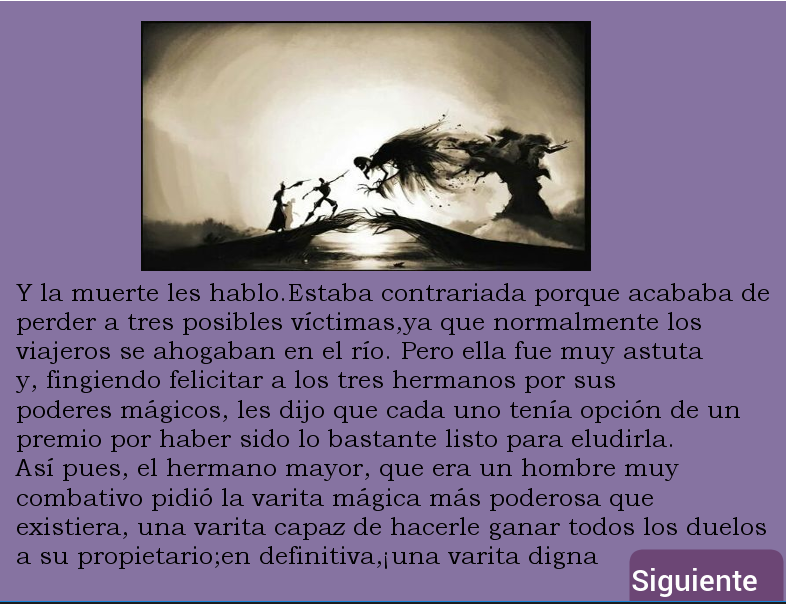 Y la muerte les hablo.Estaba contrariada porque acababa de
perder a tres posibles víctimas,ya que normalmente los
viajeros se ahogaban en el río. Pero ella fue muy astuta
y, fingiendo felicitar a los tres hermanos por sus
poderes mágicos, les dijo que cada uno tenía opción de un
premio por haber sido lo bastante listo para eludirla.
Así pues, el hermano mayor, que era un hombre muy
combativo pidió la varita mágica más poderosa que
existiera, una varita capaz de hacerle ganar todos los duelos
a su propietario;en definitiva,¡una varita digna
Siguiente